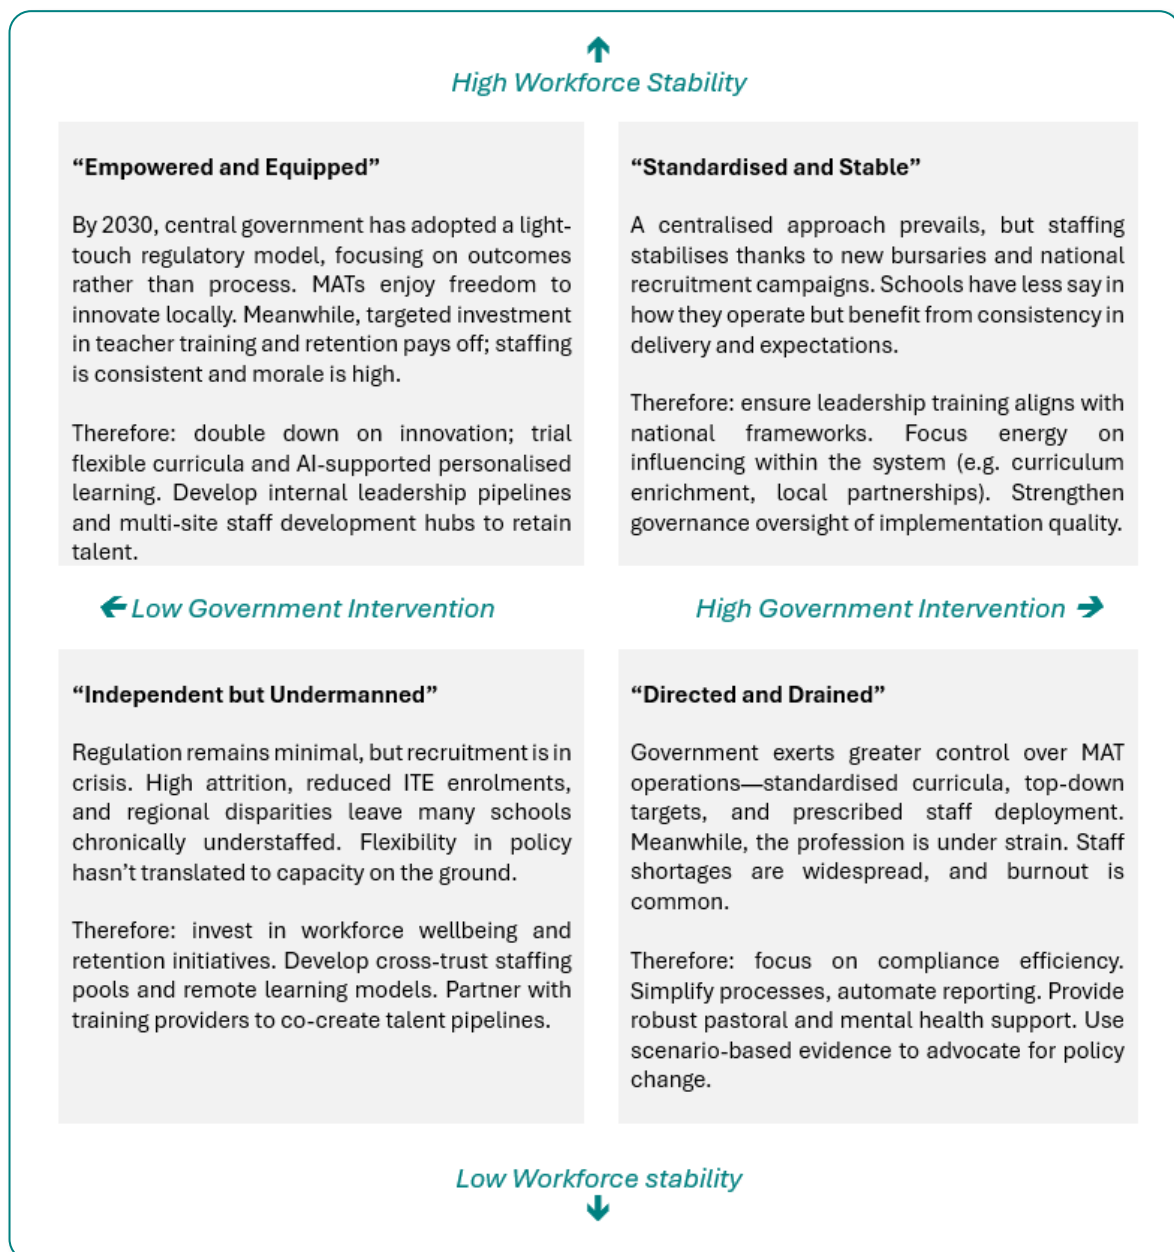 High Workforce Stability
“Empowered and Equipped”
By 2030, central government has adopted a light-
touch regulatory model, focusing on outcomes
rather than process. MATs enjoy freedom to
innovate locally. Meanwhile, targeted investment
in teacher training and retention pays off; staffing
is consistent and morale is high.
Therefore: double down on innovation; trial
flexible curricula and AI-supported personalised
learning. Develop internal leadership pipelines
and multi-site staff development hubs to retain
talent.
“Standardised and Stable”
A centralised approach prevails, but staffing
stabilises thanks to new bursaries and national
recruitment campaigns. Schools have less say in
how they operate but benefit from consistency in
delivery and expectations.
Therefore: ensure leadership training aligns with
national frameworks. Focus energy on
influencing within the system (e.g. curriculum
enrichment, local partnerships). Strengthen
governance oversight of implementation quality.
Low Government Intervention
High Government Intervention
“Independent but Undermanned”
Regulation remains minimal, but recruitment is in
crisis. High attrition, reduced ITE enrolments,
and regional disparities leave many schools
chronically understaffed. Flexibility in policy
hasn’t translated to capacity on the ground.
Therefore: invest in workforce wellbeing and
retention initiatives. Develop cross-trust staffing
pools and remote learning models. Partner with
training providers to co-create talent pipelines.
“Directed and Drained”
Government exerts greater control over MAT
operations—standardised curricula, top-down
targets, and prescribed staff deployment.
Meanwhile, the profession is under strain. Staff
shortages are widespread, and burnout is
common.
Therefore: focus on compliance efficiency.
Simplify processes, automate reporting. Provide
robust pastoral and mental health support. Use
scenario-based evidence to advocate for policy
change.
Low Workforce stability